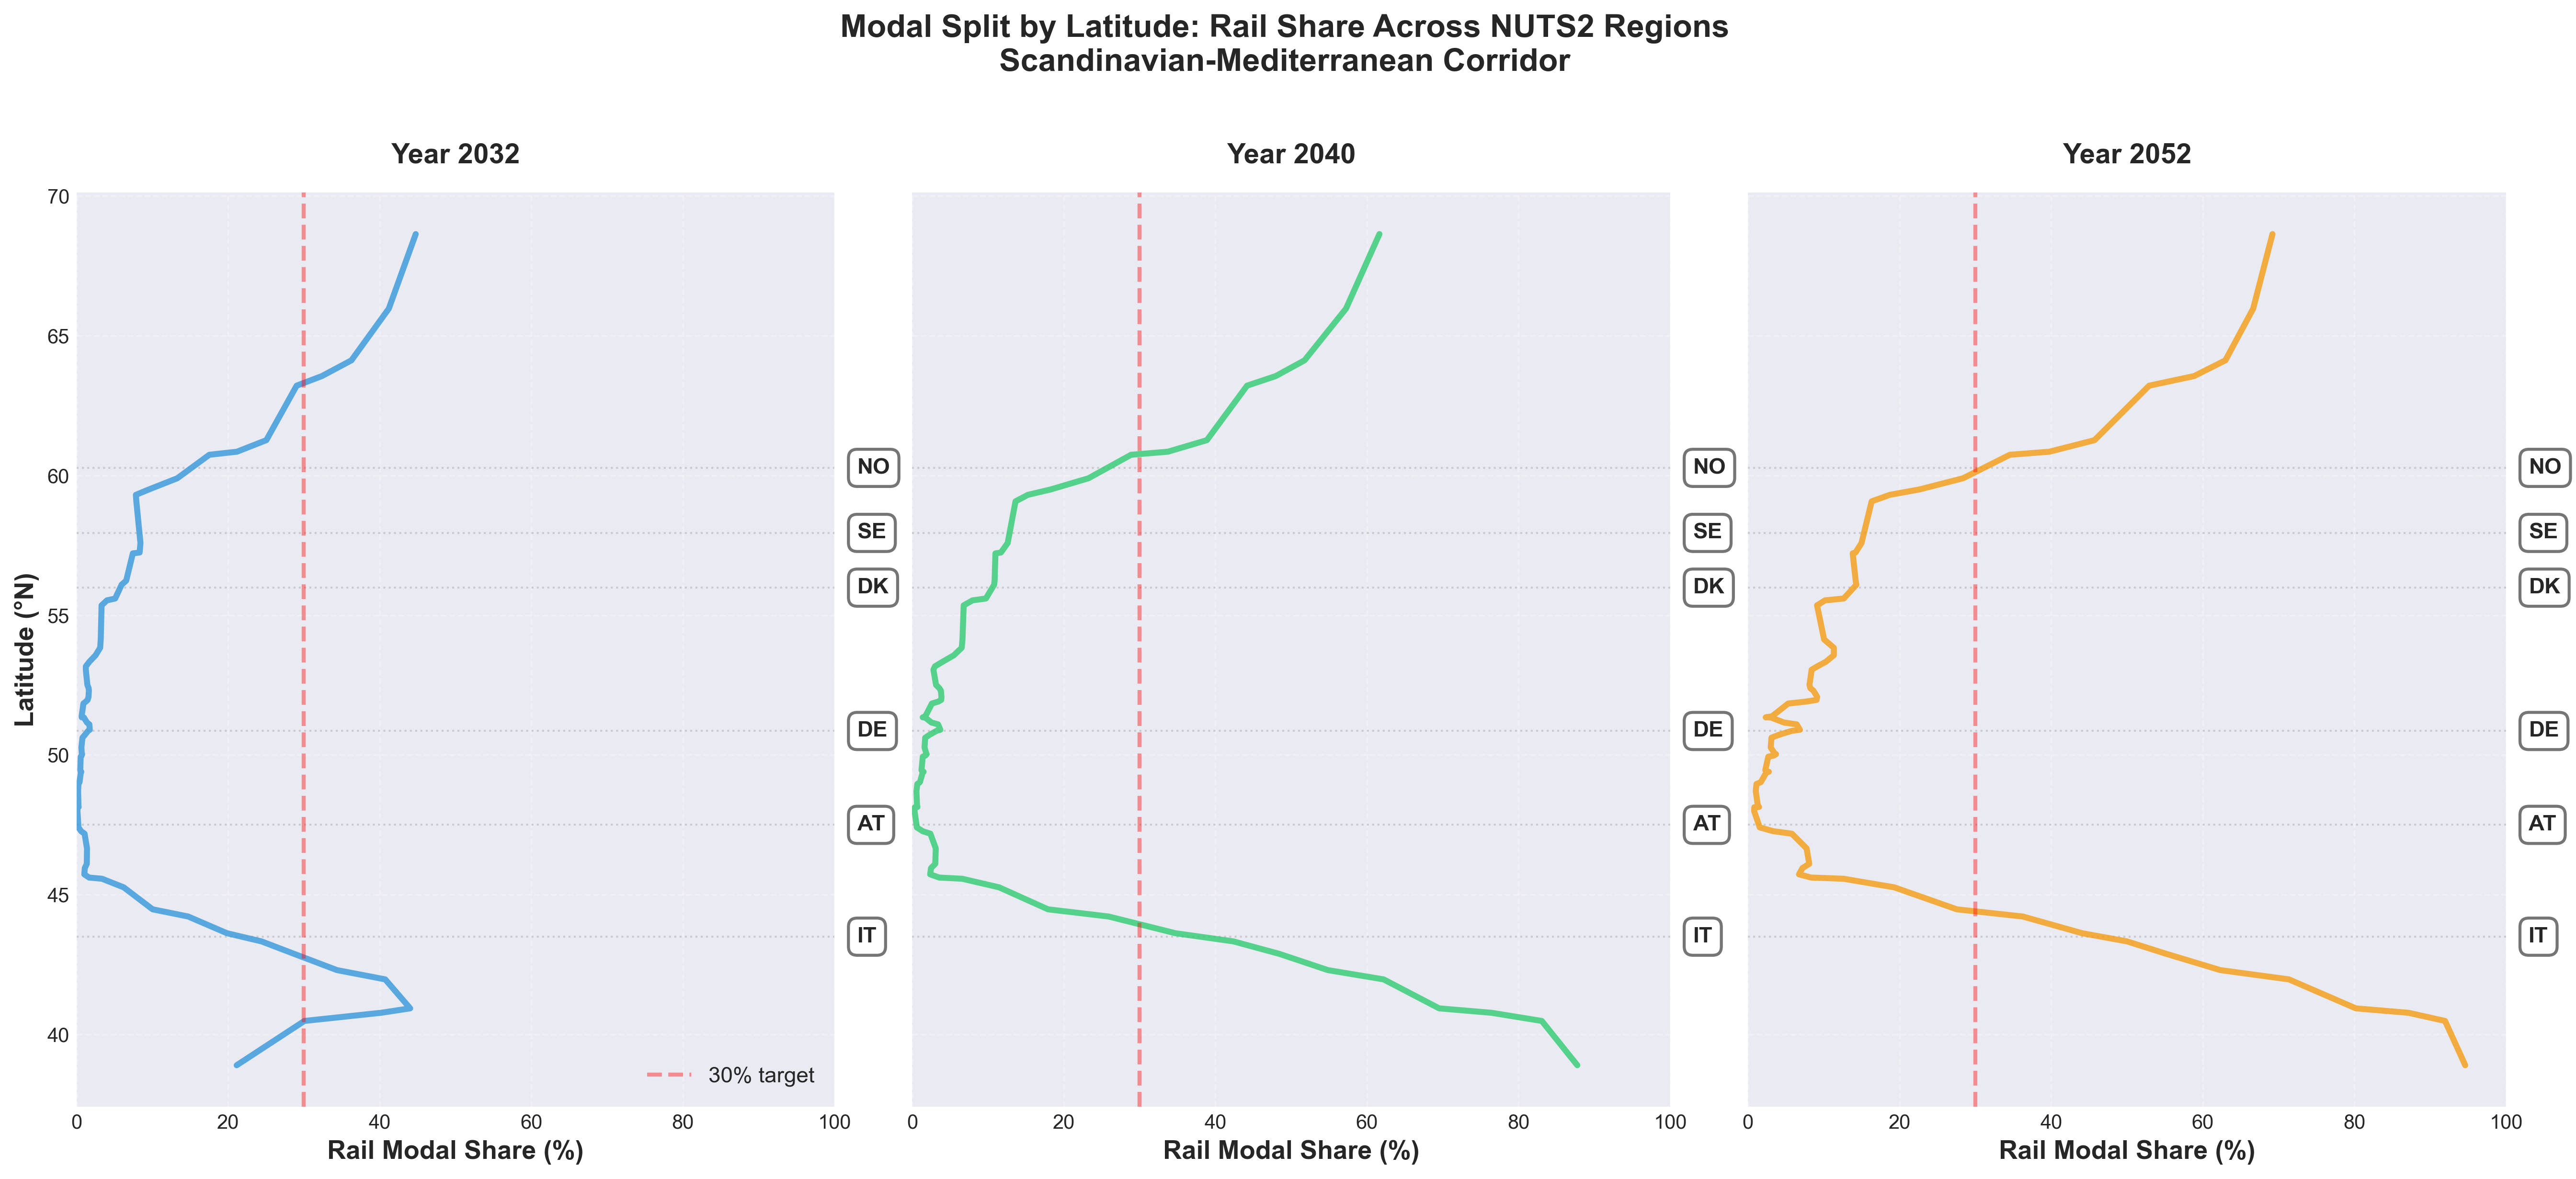 Modal Split by Latitude: Rail Share Across NUTS2 Regions
Scandinavian-Mediterranean Corridor
Year 2032
Year 2040
Year 2052
Latitude (°N)
70
65
60
55
50
45
40
NO
SE
DK
DE
AT
IT
NO
SE
DK
DE
AT
IT
NO
SE
DK
DE
AT
IT
30% target
0 20 40 60 80 100
0 20 40 60 80 100
0 20 40 60 80 100
Rail Modal Share (%)
Rail Modal Share (%)
Rail Modal Share (%)